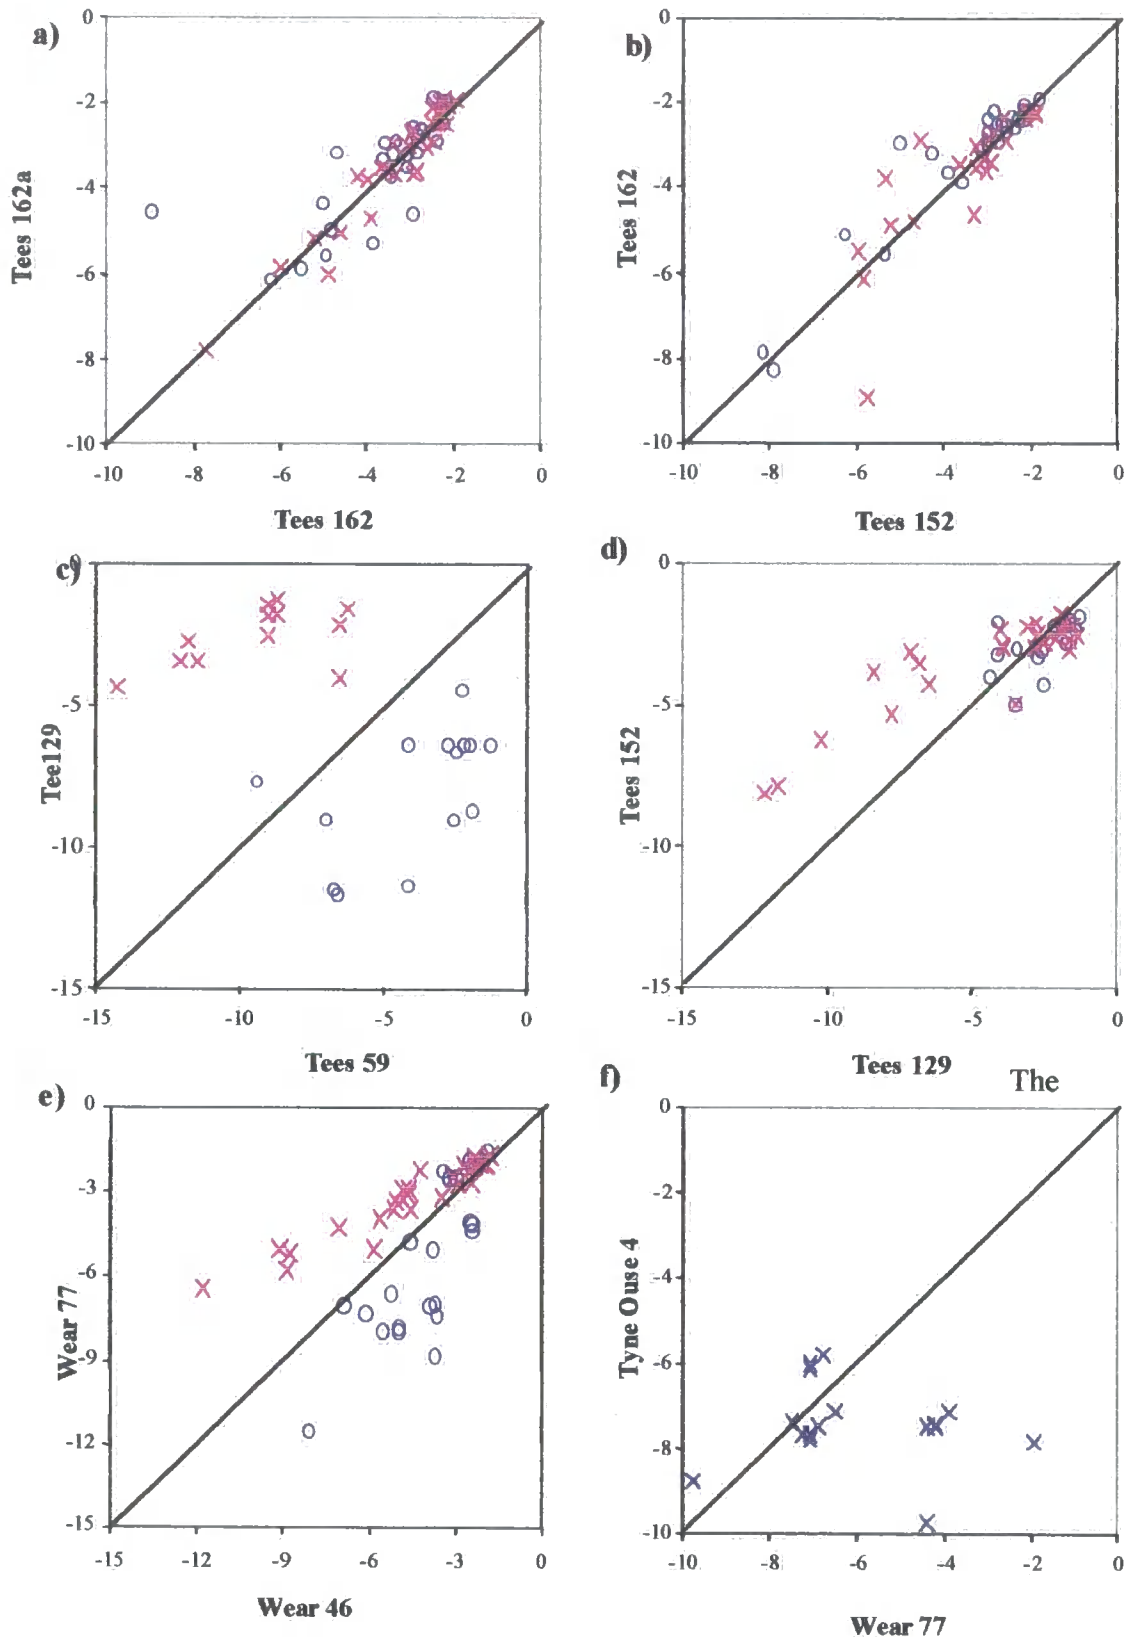 a)
0
-2
-4
-6
-8
-10
Tees 162a
-10 -8 -6 -4 -2 0
Tees 162
b)
0
-2
-4
-6
-8
-10
Tees 162
-10 -8 -6 -4 -2 0
Tees 152
c)
0
-5
-10
-15
Tee129
-15 -10 -5 0
Tees 59
d)
0
-5
-10
-15
Tees 152
-15 -10 -5 0
Tees 129
e)
0
-3
-6
-9
-12
-15
Wear 77
-15 -12 -9 -6 -3 0
Wear 46
f)
The
0
-2
-4
-6
-8
-10
Tyne Ouse 4
-10 -8 -6 -4 -2 0
Wear 77